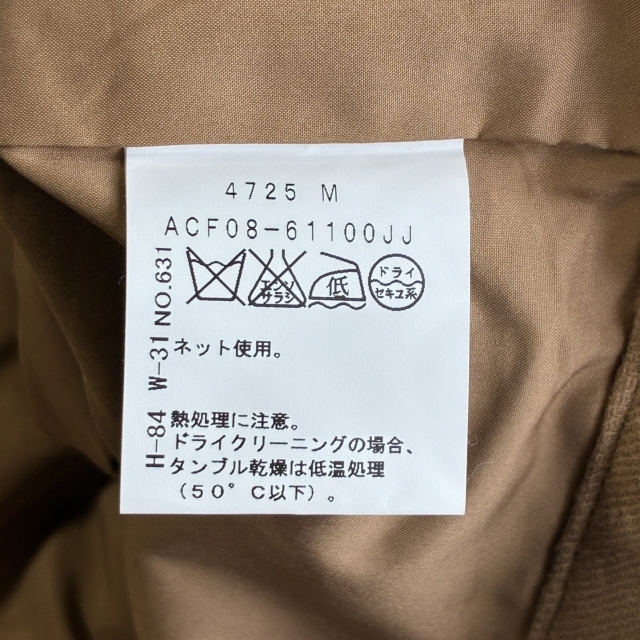 4725 M
ACF08-61100JJ
エンソ
サラシ
低
ドライ
セキユ系
ネット使用。
熱処理に注意。
ドライクリーニングの場合、
タンブル乾燥は低温処理
（50°C以下）。
H-84 W-31 NO.631